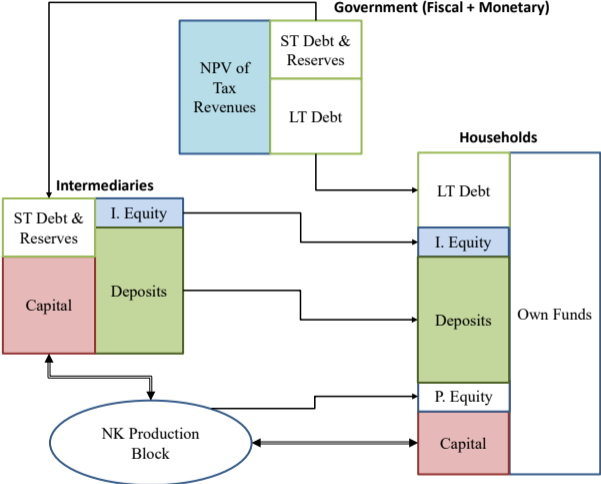 Government (Fiscal + Monetary)
NPV of
Tax
Revenues
ST Debt &
Reserves
LT Debt
Households
LT Debt
I. Equity
Deposits
P. Equity
Capital
Own Funds
Intermediaries
ST Debt &
Reserves
I. Equity
Capital
Deposits
NK Production
Block